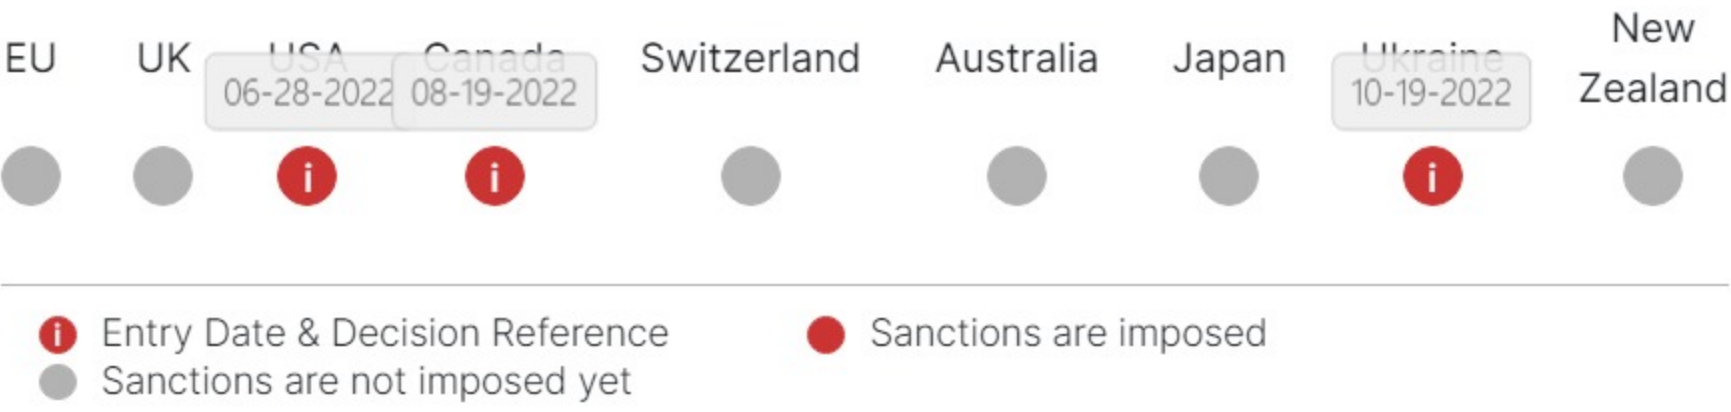 EU UK USA Canada Switzerland Australia Japan Ukraine New Zealand
06-28-2022 08-19-2022 10-19-2022
i i i
i Entry Date & Decision Reference Sanctions are imposed
Sanctions are not imposed yet